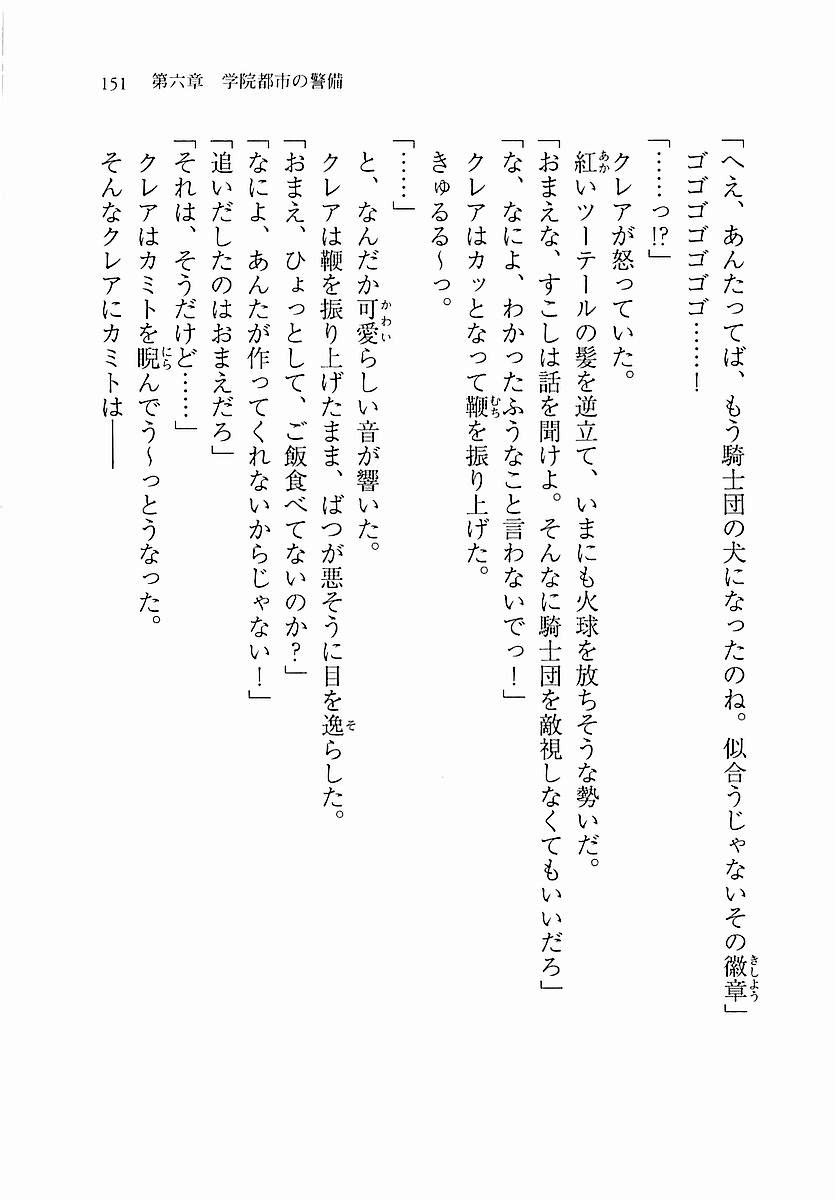 151　第六章　学院都市の警備
「へえ、あんたってば、もう騎士団の犬になったのね。似合うじゃないその徽章」
ゴゴゴゴゴゴゴ……！
「……っ!?」
クレアが怒っていた。
紅いツーテールの髪を逆立て、いまにも火球を放ちそうな勢いだ。
「おまえな、すこしは話を聞けよ。そんなに騎士団を敵視しなくてもいいだろ」
「な、なによ、わかったふうなこと言わないでっ！」
クレアはカッとなって鞭を振り上げた。
きゅるる～っ。
「……」
と、なんだか可愛らしい音が響いた。
クレアは鞭を振り上げたまま、ばつが悪そうに目を逸らした。
「おまえ、ひょっとして、ご飯食べてないのか？」
「なによ、あんたが作ってくれないからじゃない！」
「追いだしたのはおまえだろ」
「それは、そうだけど……」
クレアはカミトを睨んでう～っとうなった。
そんなクレアにカミトは――